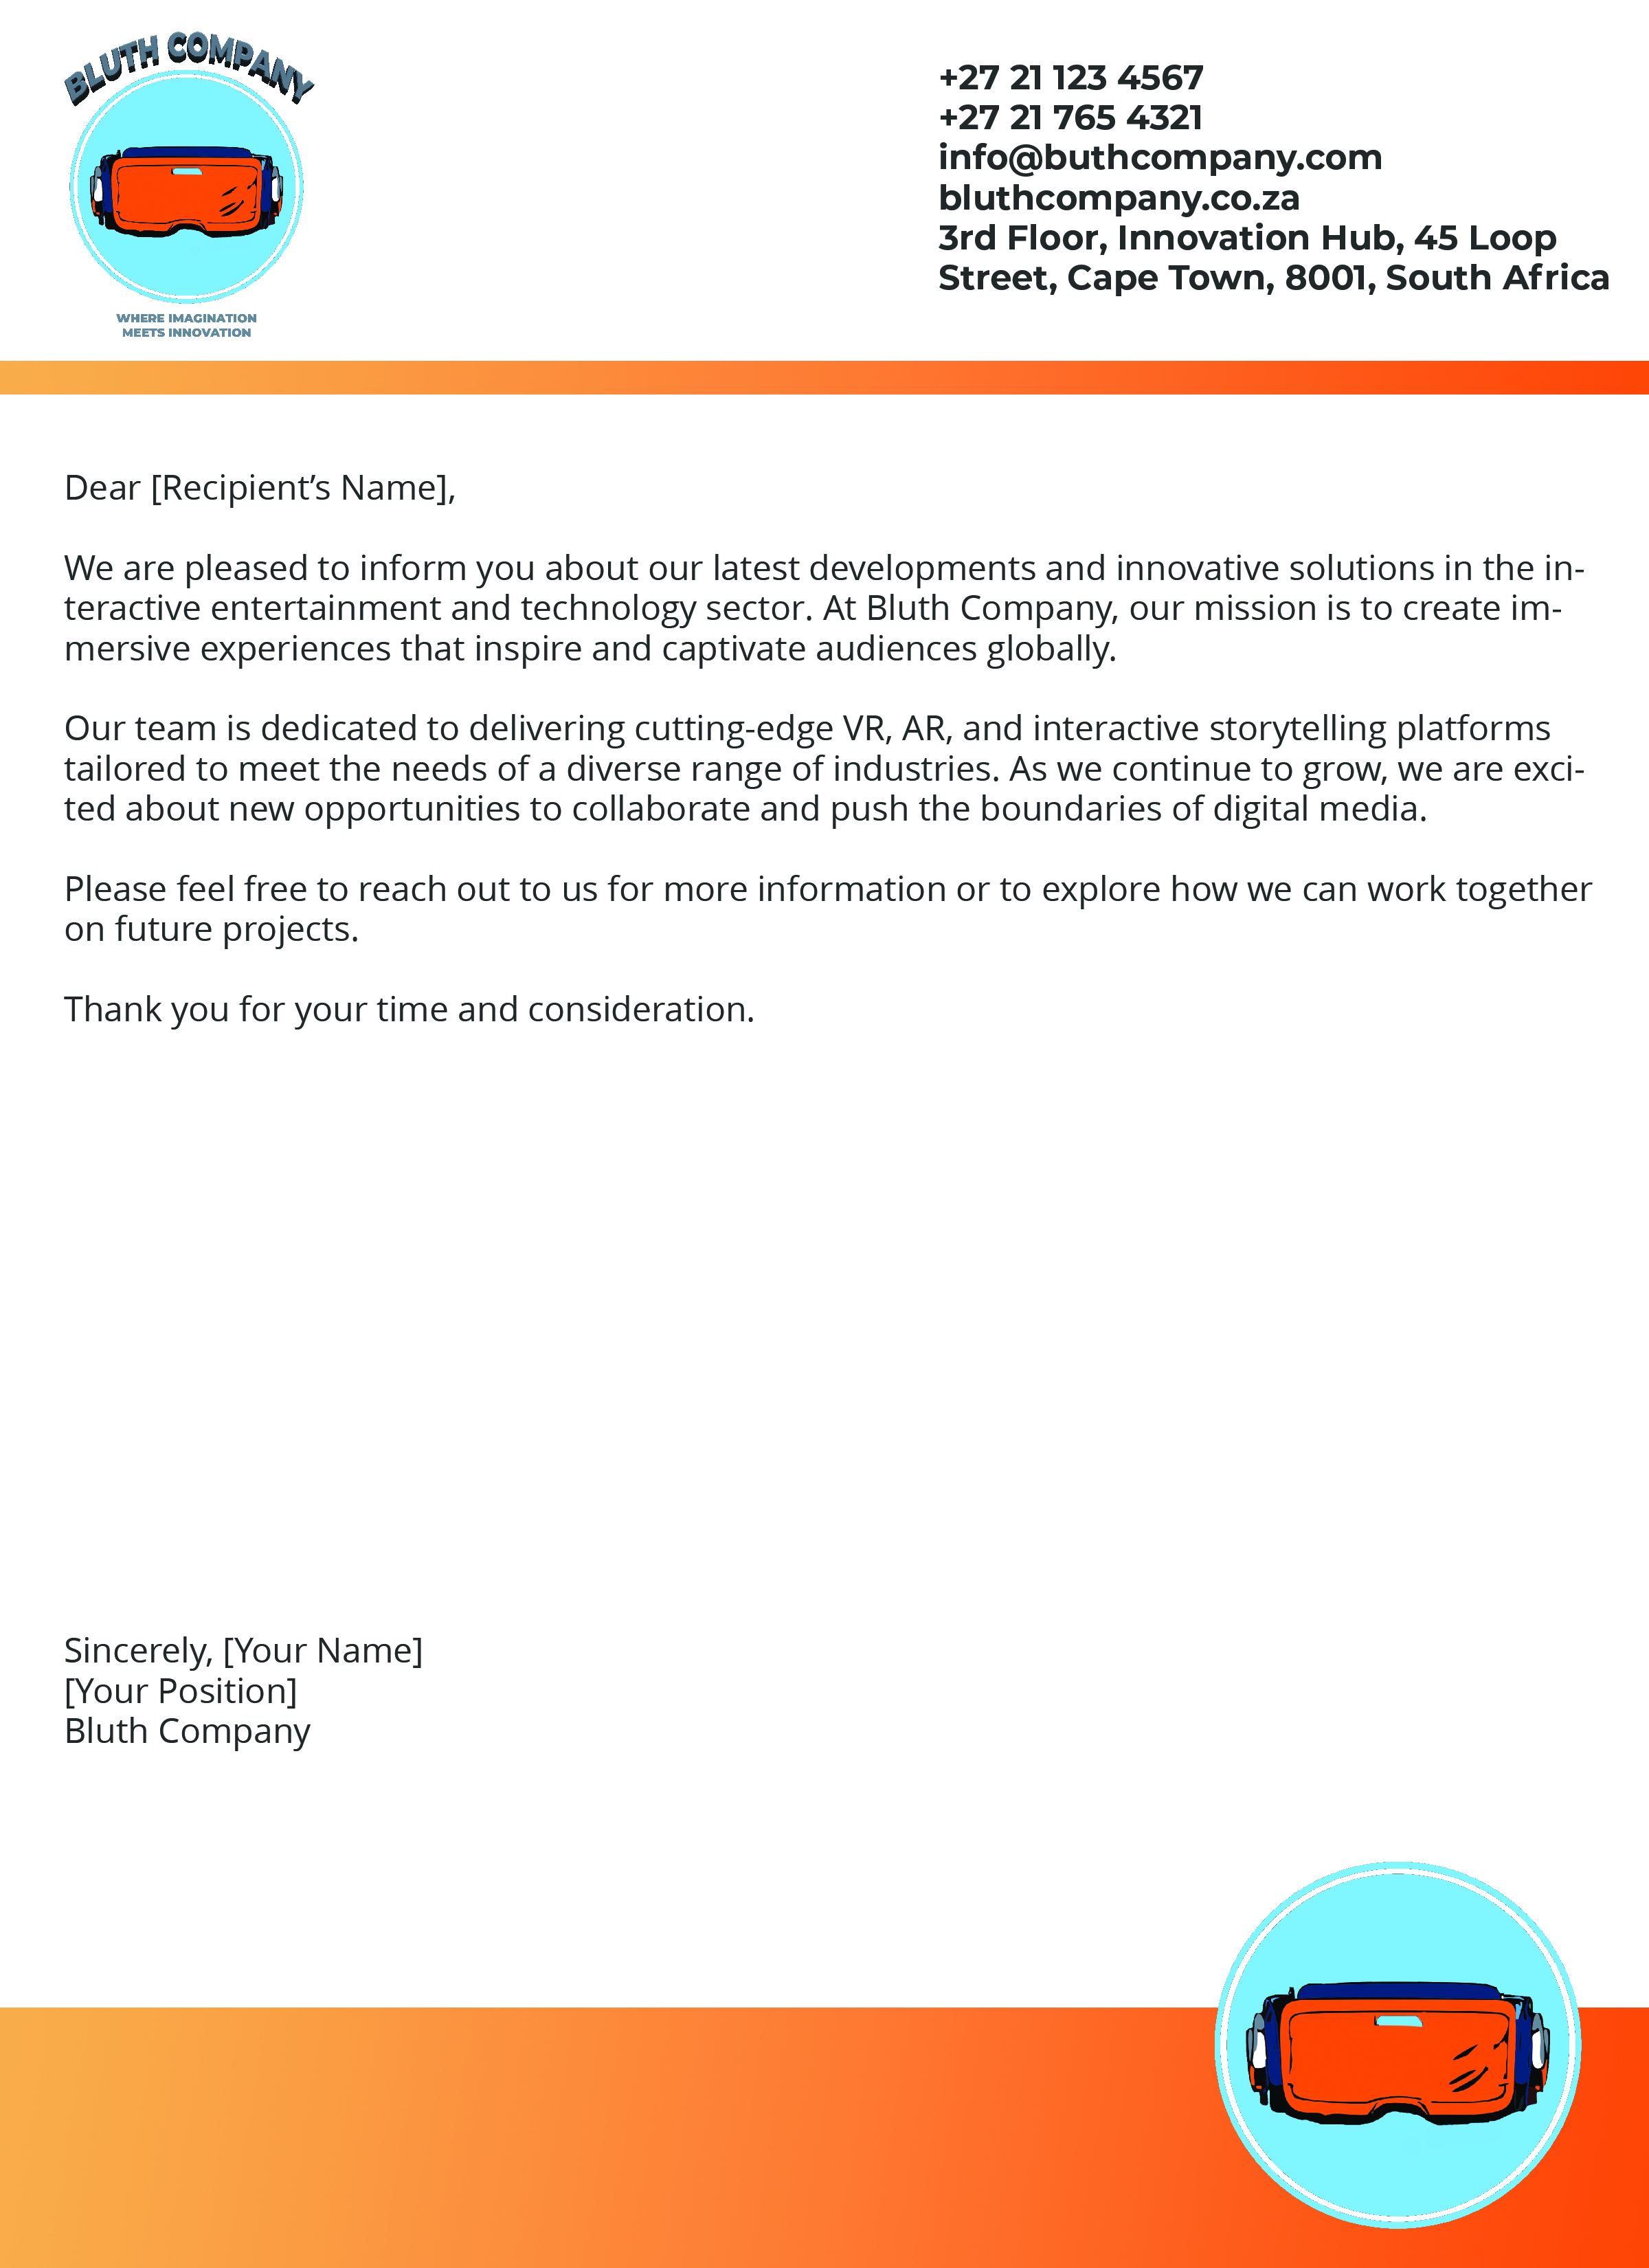 BLUTH COMPANY
WHERE IMAGINATION
MEETS INNOVATION
+27 21 123 4567
+27 21 765 4321
info@buthcompany.com
bluthcompany.co.za
3rd Floor, Innovation Hub, 45 Loop
Street, Cape Town, 8001, South Africa
Dear [Recipient’s Name],
We are pleased to inform you about our latest developments and innovative solutions in the in-
teractive entertainment and technology sector. At Bluth Company, our mission is to create im-
mersive experiences that inspire and captivate audiences globally.
Our team is dedicated to delivering cutting-edge VR, AR, and interactive storytelling platforms
tailored to meet the needs of a diverse range of industries. As we continue to grow, we are exci-
ted about new opportunities to collaborate and push the boundaries of digital media.
Please feel free to reach out to us for more information or to explore how we can work together
on future projects.
Thank you for your time and consideration.
Sincerely, [Your Name]
[Your Position]
Bluth Company